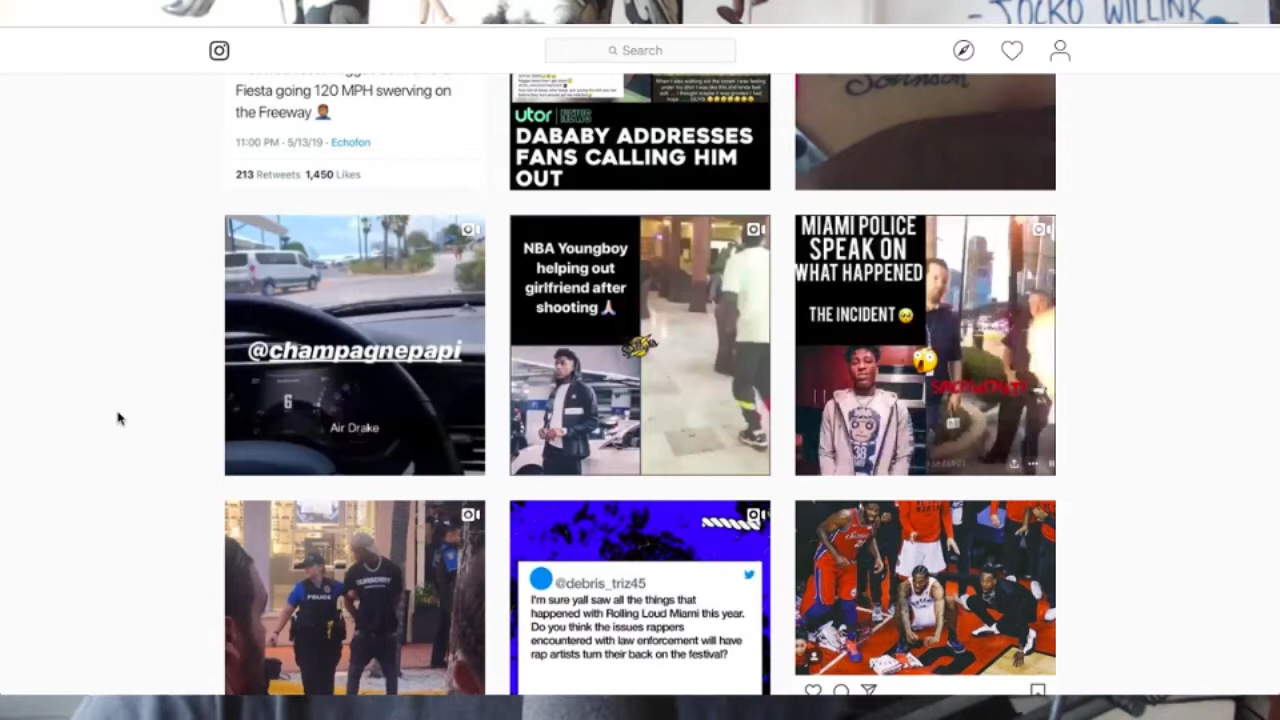 - JOCKO WILLINK
Search
Fiesta going 120 MPH swerving on
the Freeway 🤦🏾‍♂️
11:00 PM · 5/13/19 · Echofon
213 Retweets 1,450 Likes
utor | NEWS
DABABY ADDRESSES
FANS CALLING HIM
OUT
Johnson
@champagnepapi
6
Air Drake
NBA Youngboy
helping out
girlfriend after
shooting 🙏🏻
MIAMI POLICE
SPEAK ON
WHAT HAPPENED
THE INCIDENT 🥺
38
POLICE
BURBERRY
@debris_triz45
I'm sure yall saw all the things that
happened with Rolling Loud Miami this year.
Do you think the issues rappers
encountered with law enforcement will have
rap artists turn their back on the festival?